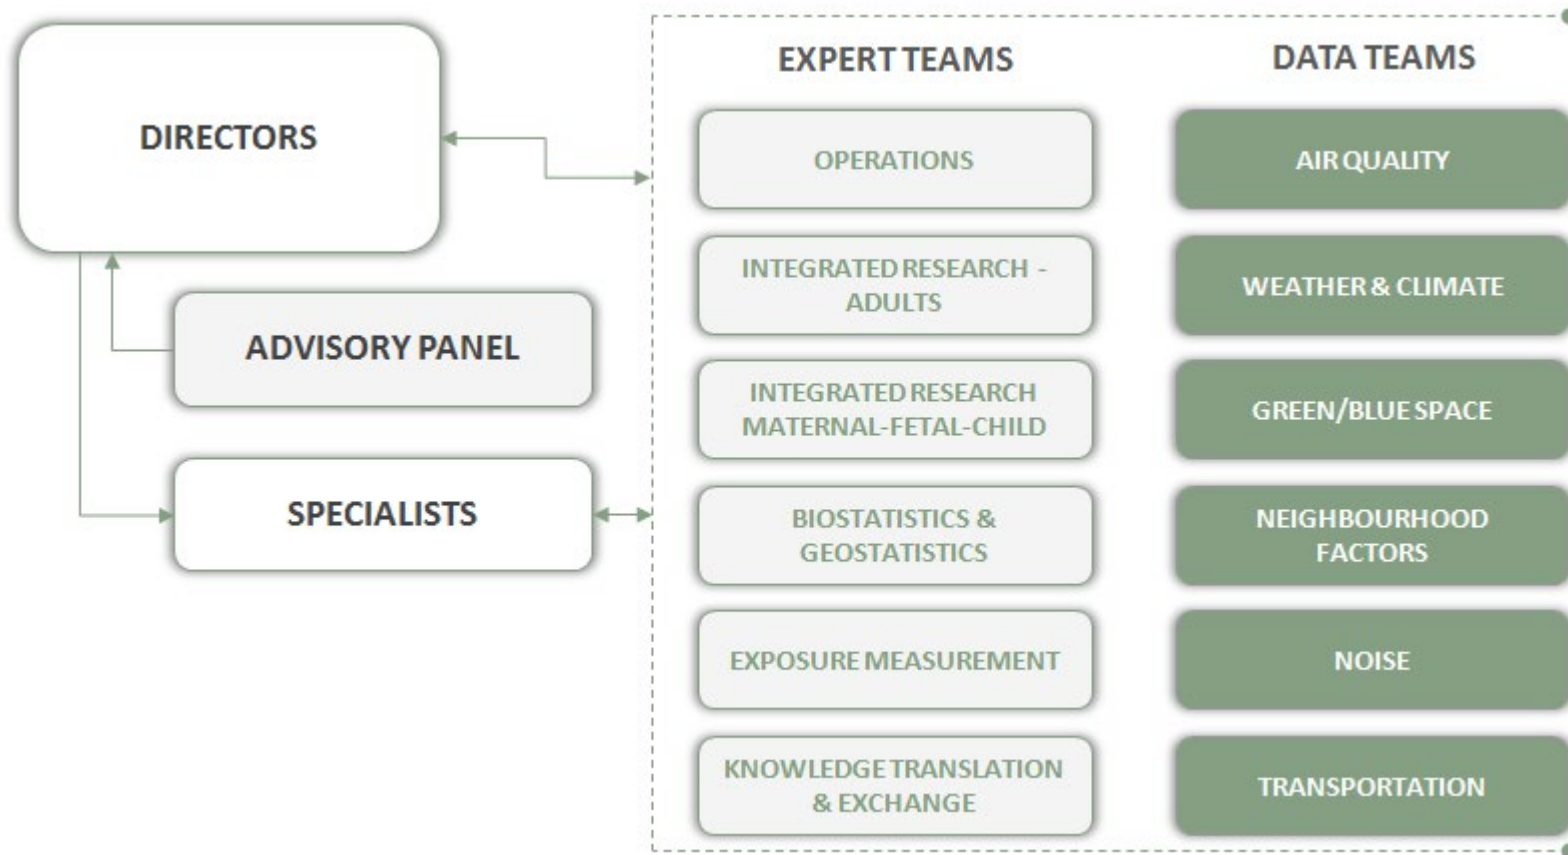 DIRECTORS
ADVISORY PANEL
SPECIALISTS
EXPERT TEAMS
OPERATIONS
INTEGRATED RESEARCH -
ADULTS
INTEGRATED RESEARCH
MATERNAL-FETAL-CHILD
BIOSTATISTICS &
GEOSTATISTICS
EXPOSURE MEASUREMENT
KNOWLEDGE TRANSLATION
& EXCHANGE
DATA TEAMS
AIR QUALITY
WEATHER & CLIMATE
GREEN/BLUE SPACE
NEIGHBOURHOOD
FACTORS
NOISE
TRANSPORTATION